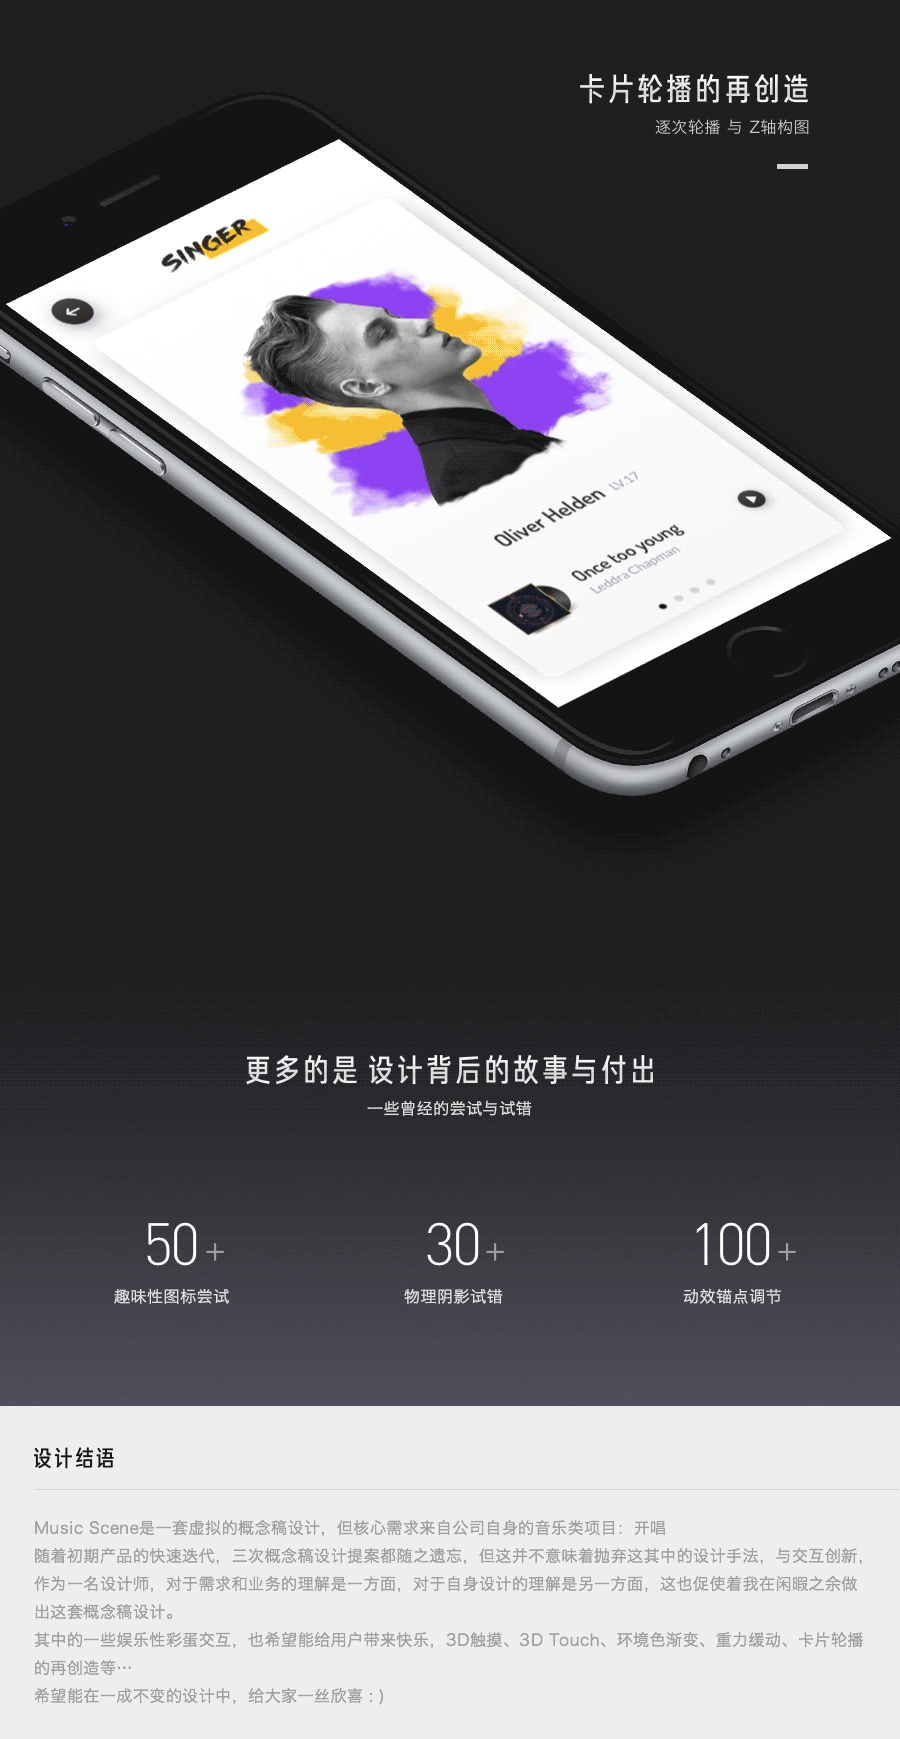 卡片轮播的再创造
逐次轮播 与 Z轴构图
SINGER
Oliver Helden LV.17
Once too young
Leddra Chapman
更多的是 设计背后的故事与付出
一些曾经的尝试与试错
50+ 30+ 100+
趣味性图标尝试 物理阴影试错 动效锚点调节
设计结语
Music Scene是一套虚拟的概念稿设计，但核心需求来自公司自身的音乐类项目：开唱
随着初期产品的快速迭代，三次概念稿设计提案都随之遗忘，但这并不意味着抛弃这其中的设计手法，与交互创新，
作为一名设计师，对于需求和业务的理解是一方面，对于自身设计的理解是另一方面，这也促使着我在闲暇之余做
出这套概念稿设计。
其中的一些娱乐性彩蛋交互，也希望能给用户带来快乐，3D触摸、3D Touch、环境色渐变、重力缓动、卡片轮播
的再创造等…
希望能在一成不变的设计中，给大家一丝欣喜 : )